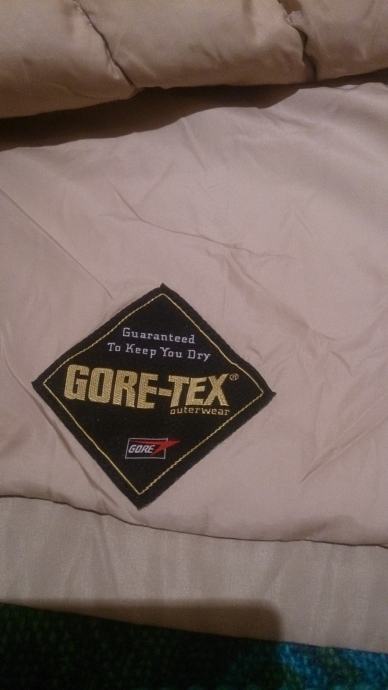 Guaranteed
To Keep You Dry
GORE-TEX®
outerwear
GORE